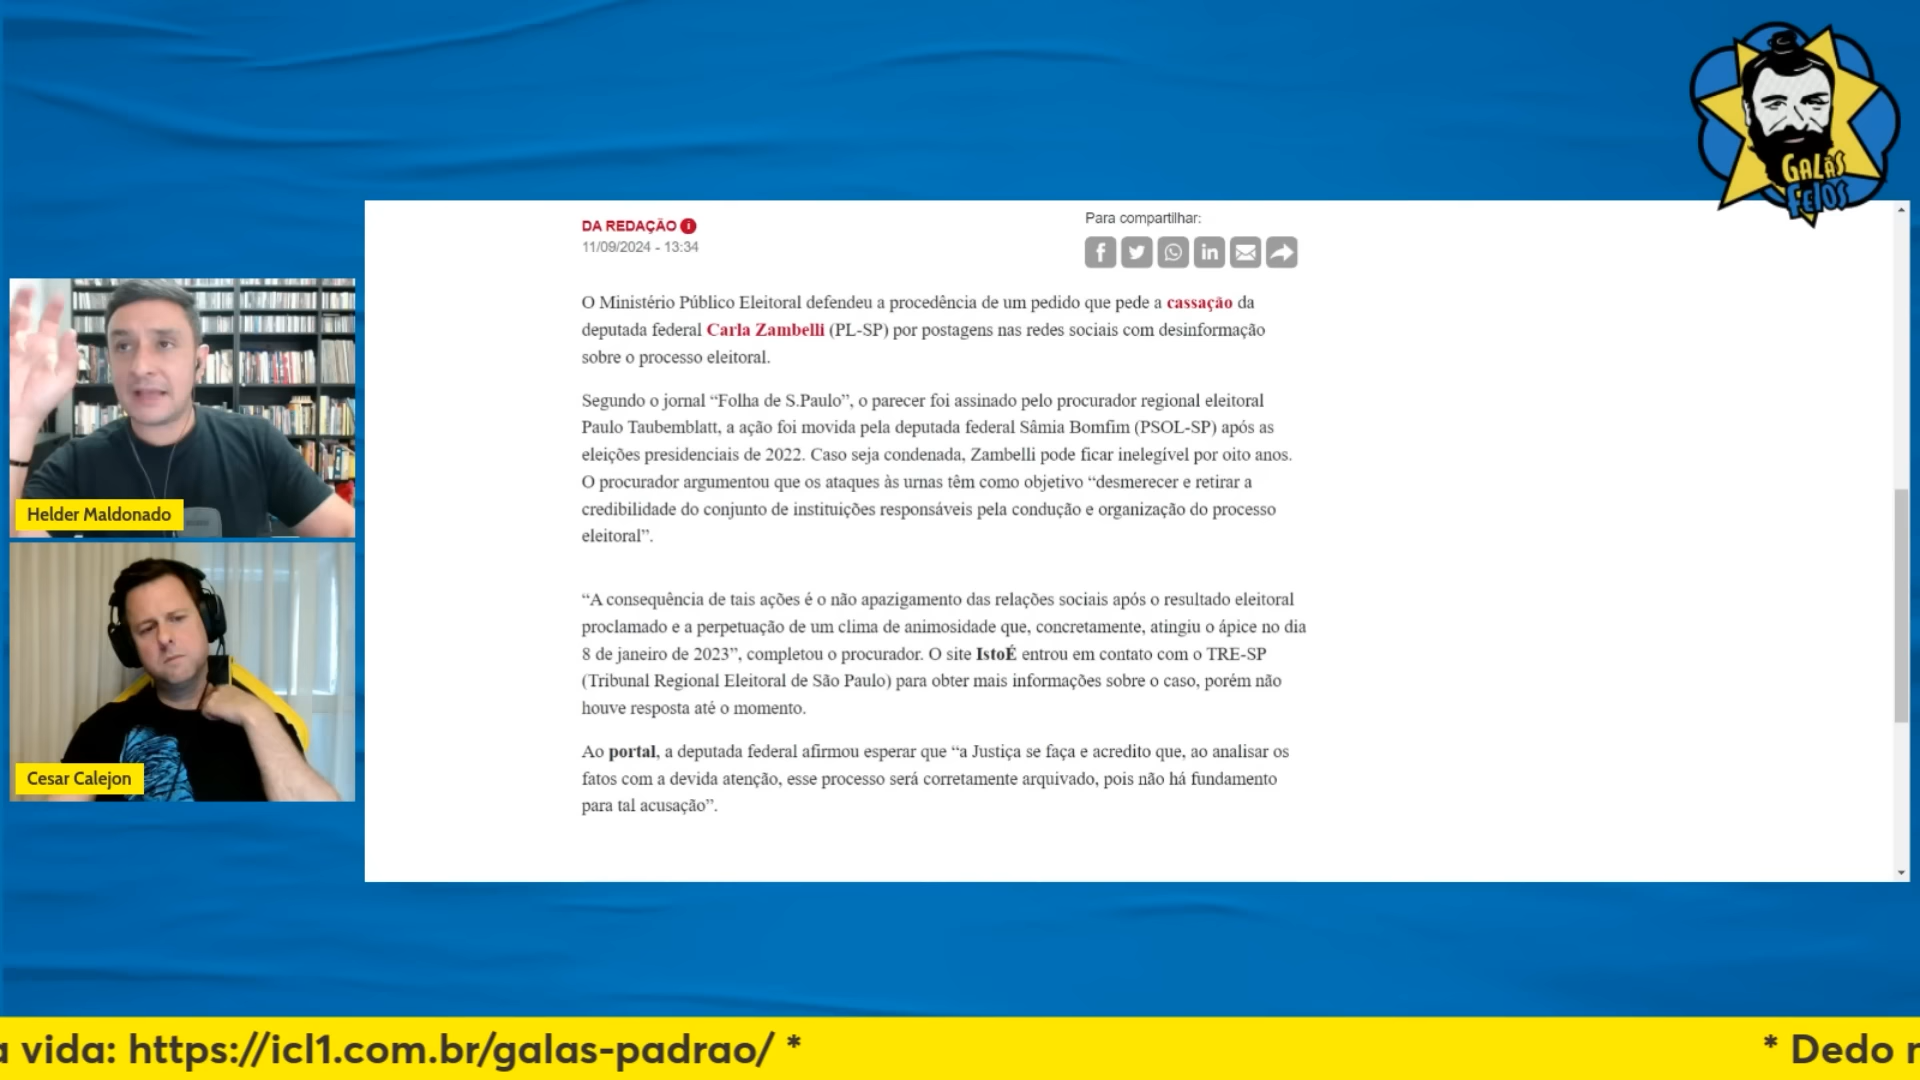 GALÃS
FEIOS
DA REDAÇÃO
11/09/2024 - 13:34
Para compartilhar:
O Ministério Público Eleitoral defendeu a procedência de um pedido que pede a cassação da
deputada federal Carla Zambelli (PL-SP) por postagens nas redes sociais com desinformação
sobre o processo eleitoral.
Segundo o jornal “Folha de S.Paulo”, o parecer foi assinado pelo procurador regional eleitoral
Paulo Taubemblatt, a ação foi movida pela deputada federal Sâmia Bomfim (PSOL-SP) após as
eleições presidenciais de 2022. Caso seja condenada, Zambelli pode ficar inelegível por oito anos.
O procurador argumentou que os ataques às urnas têm como objetivo “desmerecer e retirar a
credibilidade do conjunto de instituições responsáveis pela condução e organização do processo
eleitoral”.
“A consequência de tais ações é o não apazigamento das relações sociais após o resultado eleitoral
proclamado e a perpetuação de um clima de animosidade que, concretamente, atingiu o ápice no dia
8 de janeiro de 2023”, completou o procurador. O site IstoÉ entrou em contato com o TRE-SP
(Tribunal Regional Eleitoral de São Paulo) para obter mais informações sobre o caso, porém não
houve resposta até o momento.
Ao portal, a deputada federal afirmou esperar que “a Justiça se faça e acredito que, ao analisar os
fatos com a devida atenção, esse processo será corretamente arquivado, pois não há fundamento
para tal acusação”.
Helder Maldonado
Cesar Calejon
a vida: https://icl1.com.br/galas-padrao/ * * Dedo n